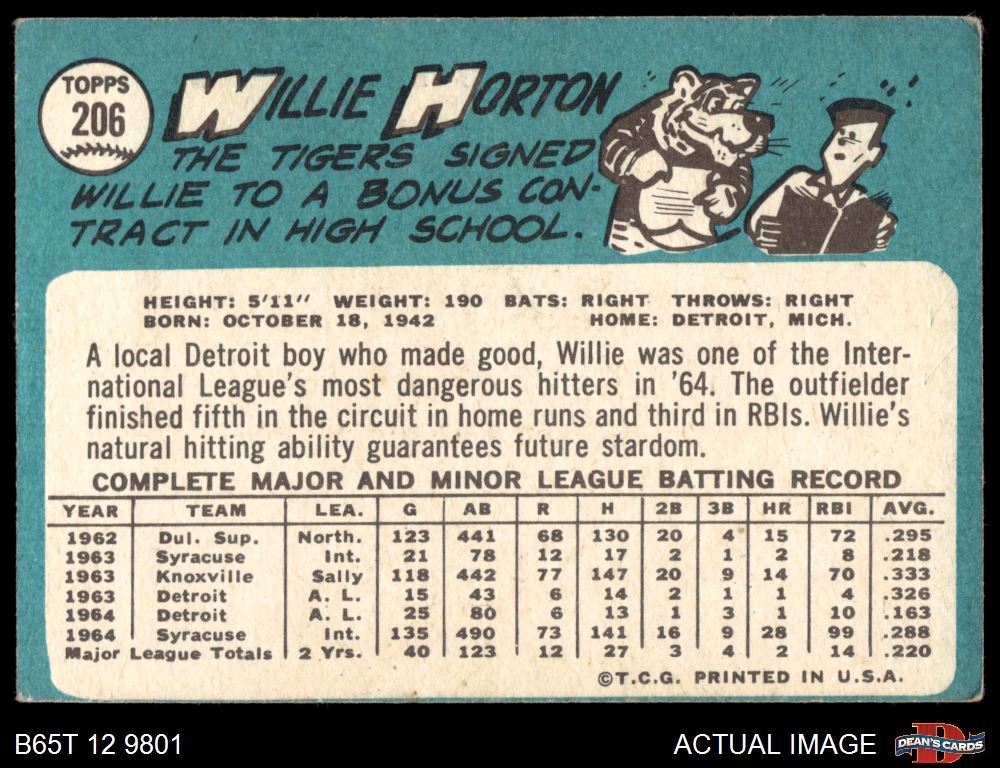 TOPPS
206
WILLIE HORTON
THE TIGERS SIGNED
WILLIE TO A BONUS CON-
TRACT IN HIGH SCHOOL.
HEIGHT: 5'11" WEIGHT: 190 BATS: RIGHT THROWS: RIGHT
BORN: OCTOBER 18, 1942 HOME: DETROIT, MICH.
A local Detroit boy who made good, Willie was one of the Inter-
national League's most dangerous hitters in '64. The outfielder
finished fifth in the circuit in home runs and third in RBIs. Willie's
natural hitting ability guarantees future stardom.
COMPLETE MAJOR AND MINOR LEAGUE BATTING RECORD
YEAR TEAM LEA. G AB R H 2B 3B HR RBI AVG.
1962 Dul. Sup. North. 123 441 68 130 20 4 15 72 .295
1963 Syracuse Int. 21 78 12 17 2 1 2 8 .218
1963 Knoxville Sally 118 442 77 147 20 9 14 70 .333
1963 Detroit A. L. 15 43 6 14 2 1 1 4 .326
1964 Detroit A. L. 25 80 6 13 1 3 1 10 .163
1964 Syracuse Int. 135 490 73 141 16 9 28 99 .288
Major League Totals 2 Yrs. 40 123 12 27 3 4 2 14 .220
©T.C.G. PRINTED IN U.S.A.
B65T 12 9801 ACTUAL IMAGE D DEAN'S CARDS